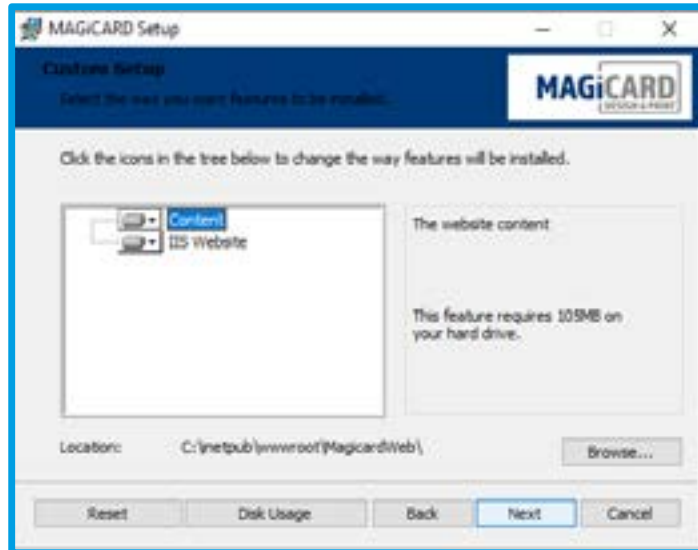 MAGiCARD Setup
Custom Setup
Select the way you want features to be installed.
MAGiCARD
DESIGN & PRINT
Click the icons in the tree below to change the way features will be installed.
Content
IIS Website
The website content
This feature requires 105MB on
your hard drive.
Location: C:\inetpub\wwwroot\MagicardWeb\
Browse...
Reset Disk Usage Back Next Cancel